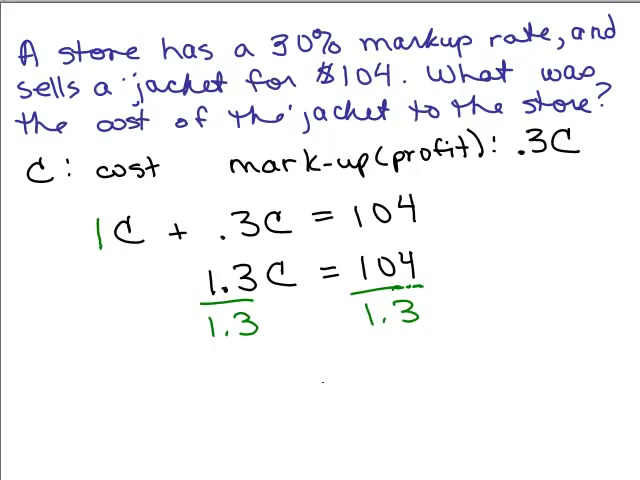 A store has a 30% markup rate, and
sells a jacket for $104. What was
the cost of the jacket to the store?
C: cost mark-up (profit): .3C
1C + .3C = 104
1.3C = 104
1.3 1.3